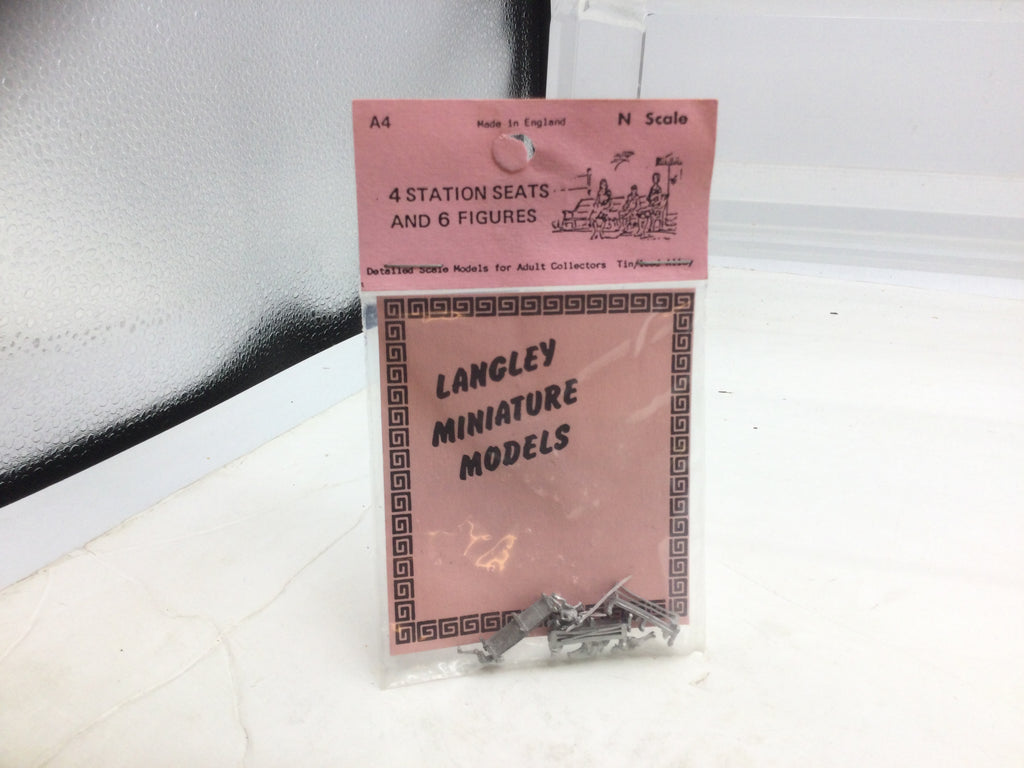 A4 Made in England N Scale
4 STATION SEATS
AND 6 FIGURES
Detailed Scale Models for Adult Collectors Tin/
LANGLEY
MINIATURE
MODELS